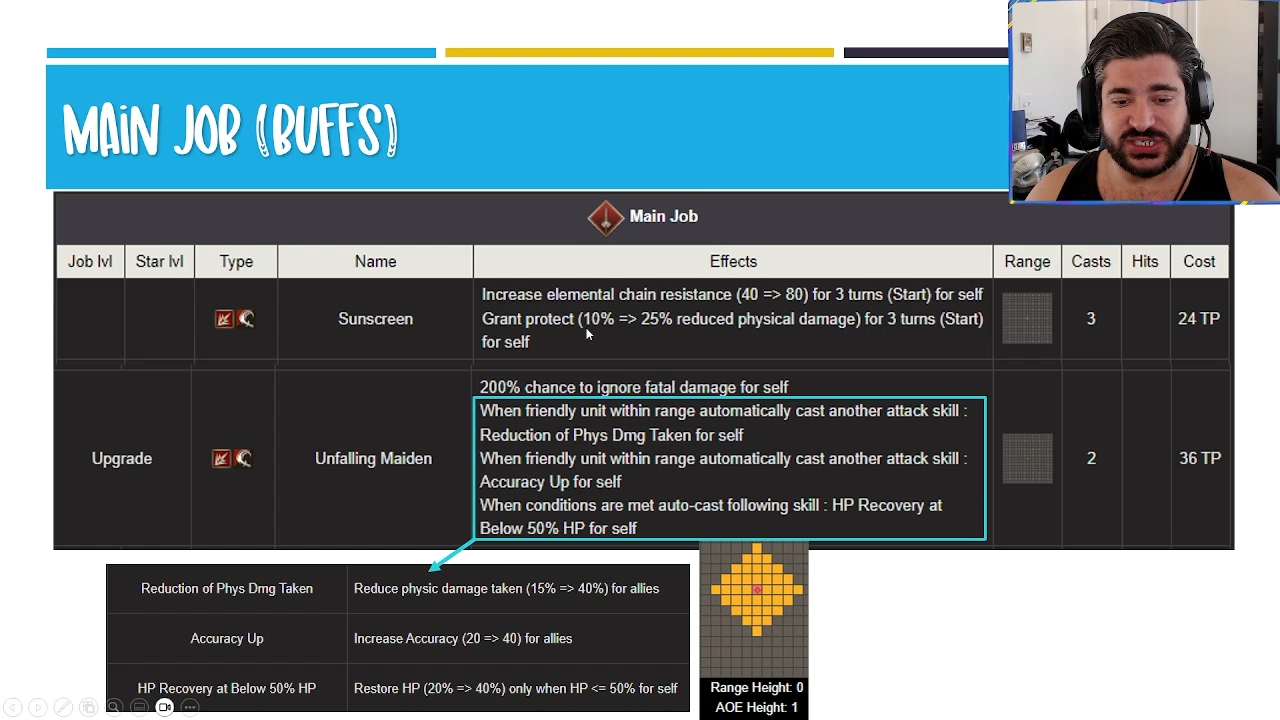 MAIN JOB (BUFFS)
Main Job
Job lvl
Star lvl
Type
Name
Effects
Range
Casts
Hits
Cost
Sunscreen
Increase elemental chain resistance (40 => 80) for 3 turns (Start) for self
Grant protect (10% => 25% reduced physical damage) for 3 turns (Start)
for self
3
24 TP
Upgrade
Unfalling Maiden
200% chance to ignore fatal damage for self
When friendly unit within range automatically cast another attack skill :
Reduction of Phys Dmg Taken for self
When friendly unit within range automatically cast another attack skill :
Accuracy Up for self
When conditions are met auto-cast following skill : HP Recovery at
Below 50% HP for self
2
36 TP
Reduction of Phys Dmg Taken
Reduce physic damage taken (15% => 40%) for allies
Accuracy Up
Increase Accuracy (20 => 40) for allies
HP Recovery at Below 50% HP
Restore HP (20% => 40%) only when HP <= 50% for self
Range Height: 0
AOE Height: 1